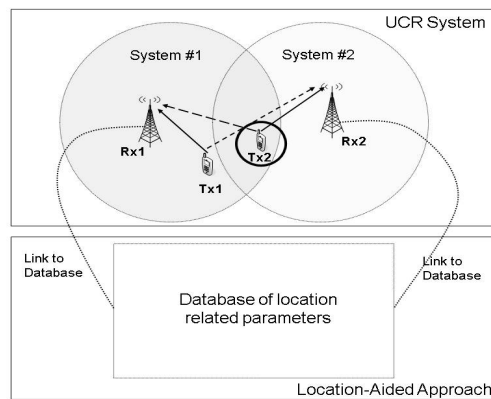 UCR System
System #1
System #2
Rx1
Tx1
Tx2
Rx2
Link to
Database
Link to
Database
Database of location
related parameters
Location-Aided Approach